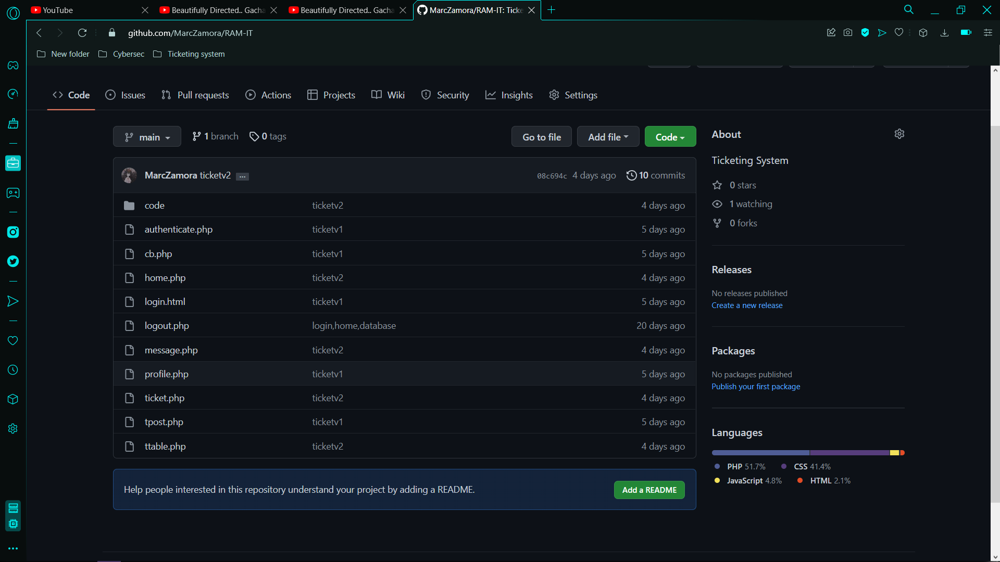 YouTube
Beautifully Directed.. Gacha
Beautifully Directed.. Gacha
MarcZamora/RAM-IT: Ticke
github.com/MarcZamora/RAM-IT
New folder
Cybersec
Ticketing system
Code
Issues
Pull requests
Actions
Projects
Wiki
Security
Insights
Settings
main
1 branch
0 tags
Go to file
Add file
Code
MarcZamora ticketv2 ...
08c694c 4 days ago
10 commits
code ticketv2 4 days ago
authenticate.php ticketv1 5 days ago
cb.php ticketv1 5 days ago
home.php ticketv2 4 days ago
login.html ticketv1 5 days ago
logout.php login,home,database 20 days ago
message.php ticketv2 4 days ago
profile.php ticketv1 5 days ago
ticket.php ticketv2 4 days ago
tpost.php ticketv1 5 days ago
ttable.php ticketv2 4 days ago
Help people interested in this repository understand your project by adding a README.
Add a README
About
Ticketing System
0 stars
1 watching
0 forks
Releases
No releases published
Create a new release
Packages
No packages published
Publish your first package
Languages
PHP 51.7%
CSS 41.4%
JavaScript 4.8%
HTML 2.1%